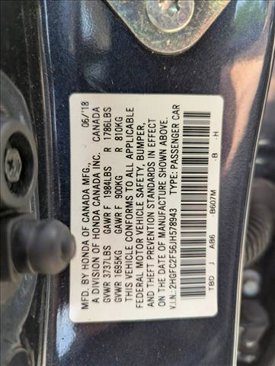 MFD. BY HONDA OF CANADA MFG. 06/'18
A DIVISION OF HONDA CANADA INC. CANADA
GVWR 3737LBS GAWR F 1984LBS R 1786LBS
GVWR 1695KG GAWR F 900KG R 810KG
THIS VEHICLE CONFORMS TO ALL APPLICABLE
FEDERAL MOTOR VEHICLE SAFETY, BUMPER,
AND THEFT PREVENTION STANDARDS IN EFFECT
ON THE DATE OF MANUFACTURE SHOWN ABOVE.
V.I.N.: 2HGFC2F56JH578943 TYPE: PASSENGER CAR
TBD J A96 B607M .B .H